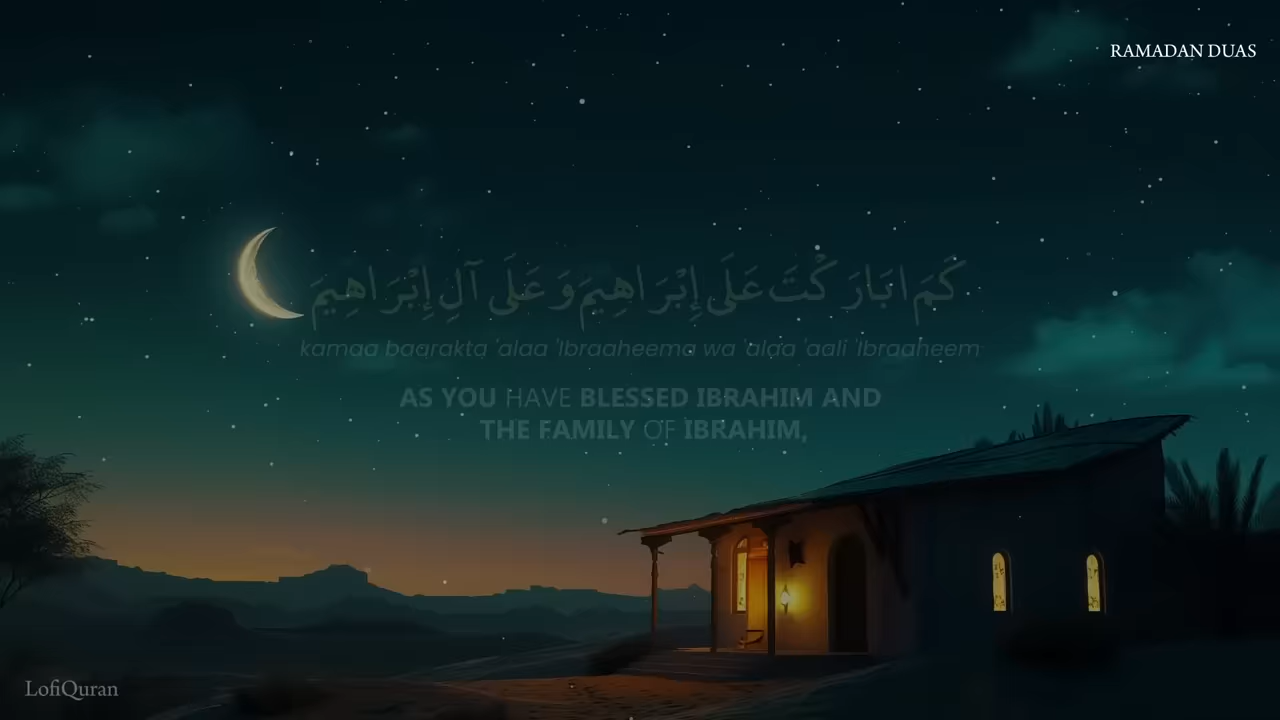 RAMADAN DUAS
كَمَابَارَكْتَ عَلَى إِبْرَاهِيمَ وَ عَلَى آلِ إِبْرَاهِيمَ
kamaa baarakta 'alaa 'Ibraaheema wa 'alaa 'aali 'Ibraaheem
AS YOU HAVE BLESSED IBRAHIM AND
THE FAMILY OF IBRAHIM,
LofiQuran